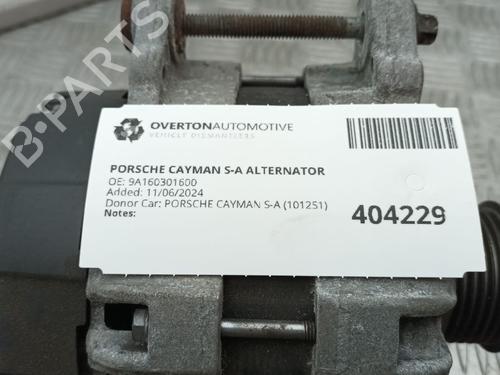 B-PARTS
OVERTONAUTOMOTIVE
VEHICLE DISMANTLERS
PORSCHE CAYMAN S-A ALTERNATOR
OE: 9A160301600
Added: 11/06/2024
Donor Car: PORSCHE CAYMAN S-A (101251)
Notes:
404229